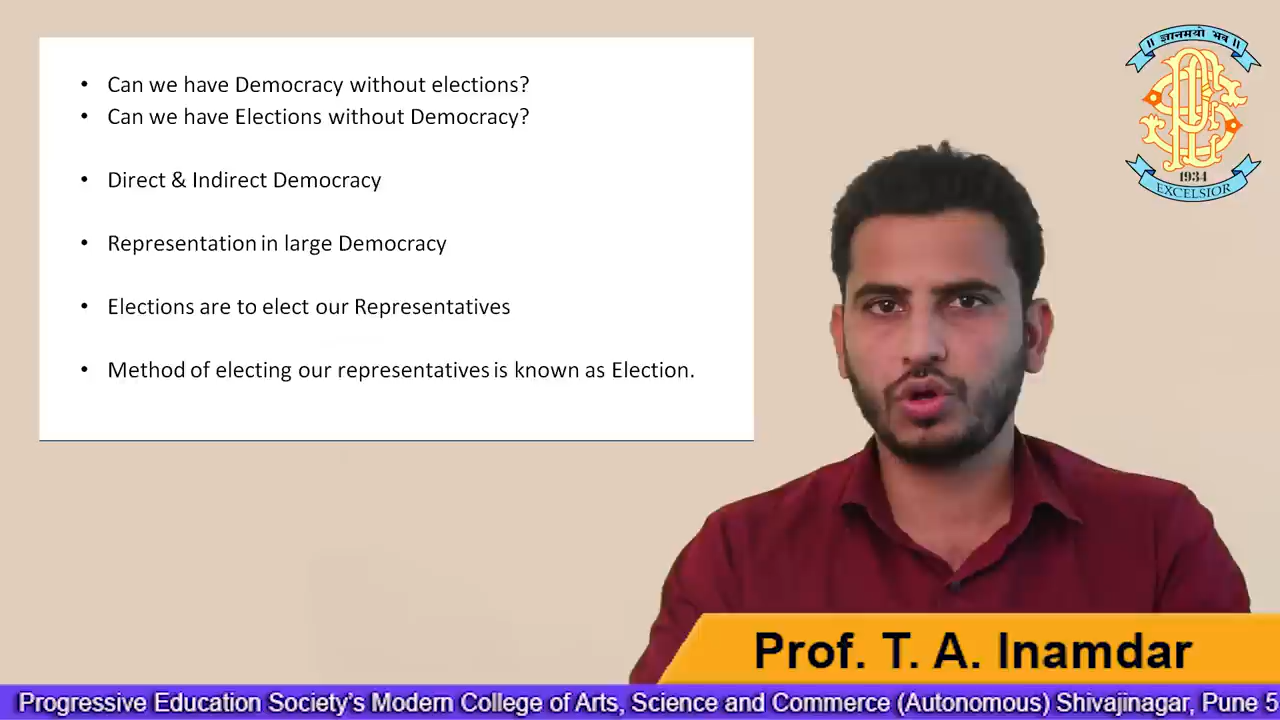 • Can we have Democracy without elections?
• Can we have Elections without Democracy?
• Direct & Indirect Democracy
• Representation in large Democracy
• Elections are to elect our Representatives
• Method of electing our representatives is known as Election.
॥ ज्ञानमयो भव ॥
1934
EXCELSIOR
Prof. T. A. Inamdar
Progressive Education Society's Modern College of Arts, Science and Commerce (Autonomous) Shivajinagar, Pune 5